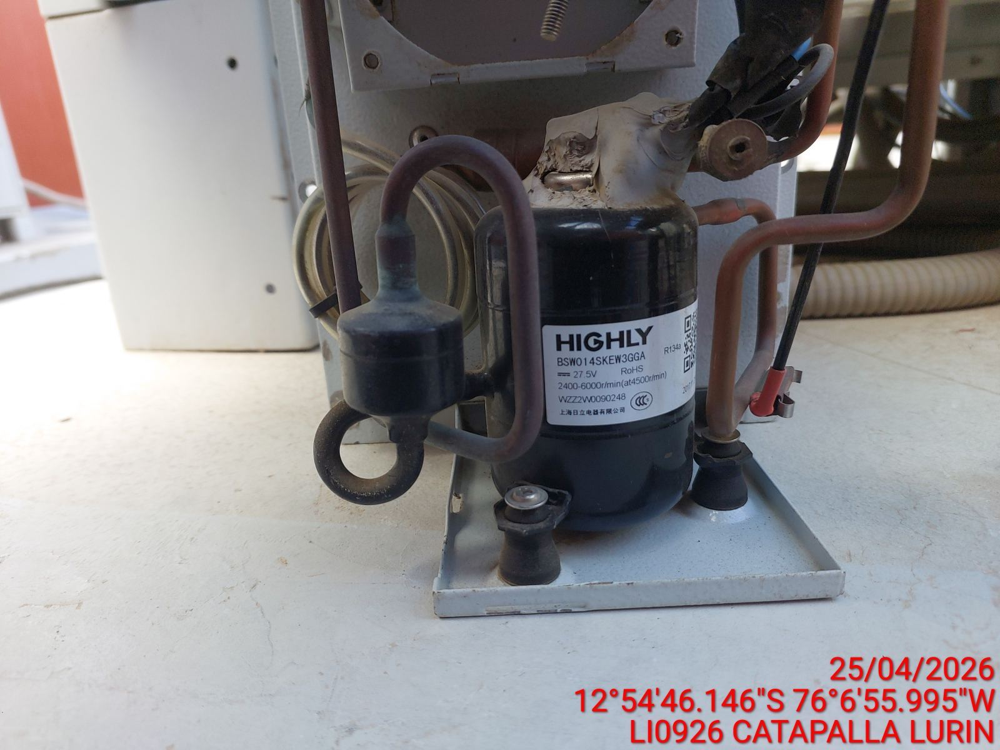 HIGHLY
BSW014SKEW3GGA
R134a
27.5V RoHS
2400-6000r/min(at4500r/min)
WZZ2W0090248
上海日立电器有限公司
25/04/2026
12°54'46.146"S 76°6'55.995"W
LI0926 CATAPALLA LURIN